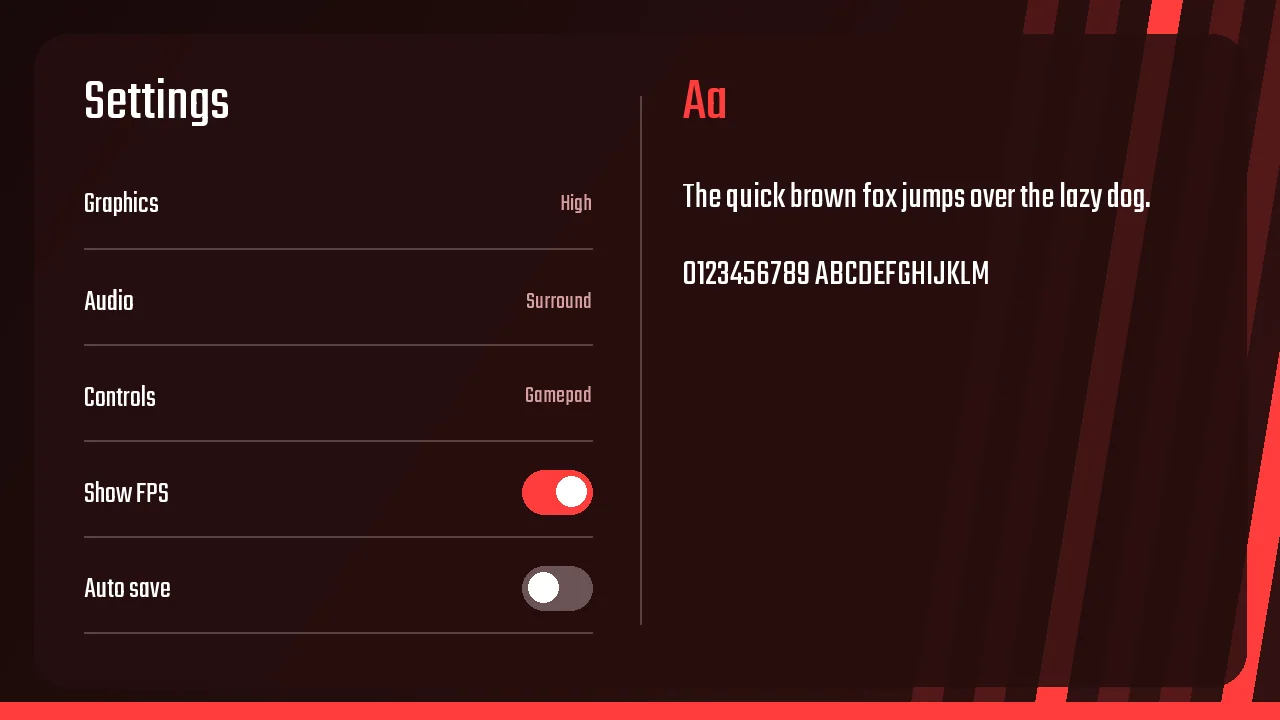 Settings
Graphics
High
Audio
Surround
Controls
Gamepad
Show FPS
Auto save
Aa
The quick brown fox jumps over the lazy dog.
0123456789 ABCDEFGHIJKLM